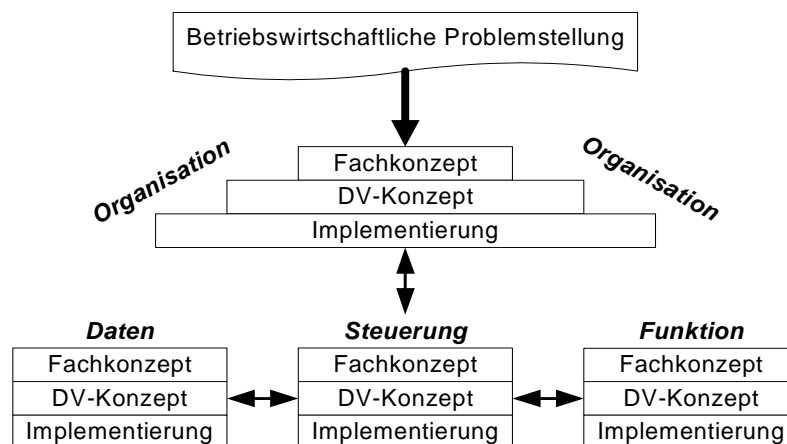 Betriebswirtschaftliche Problemstellung
Organisation
Organisation
Fachkonzept
DV-Konzept
Implementierung
Daten
Steuerung
Funktion
Fachkonzept
Fachkonzept
Fachkonzept
DV-Konzept
DV-Konzept
DV-Konzept
Implementierung
Implementierung
Implementierung